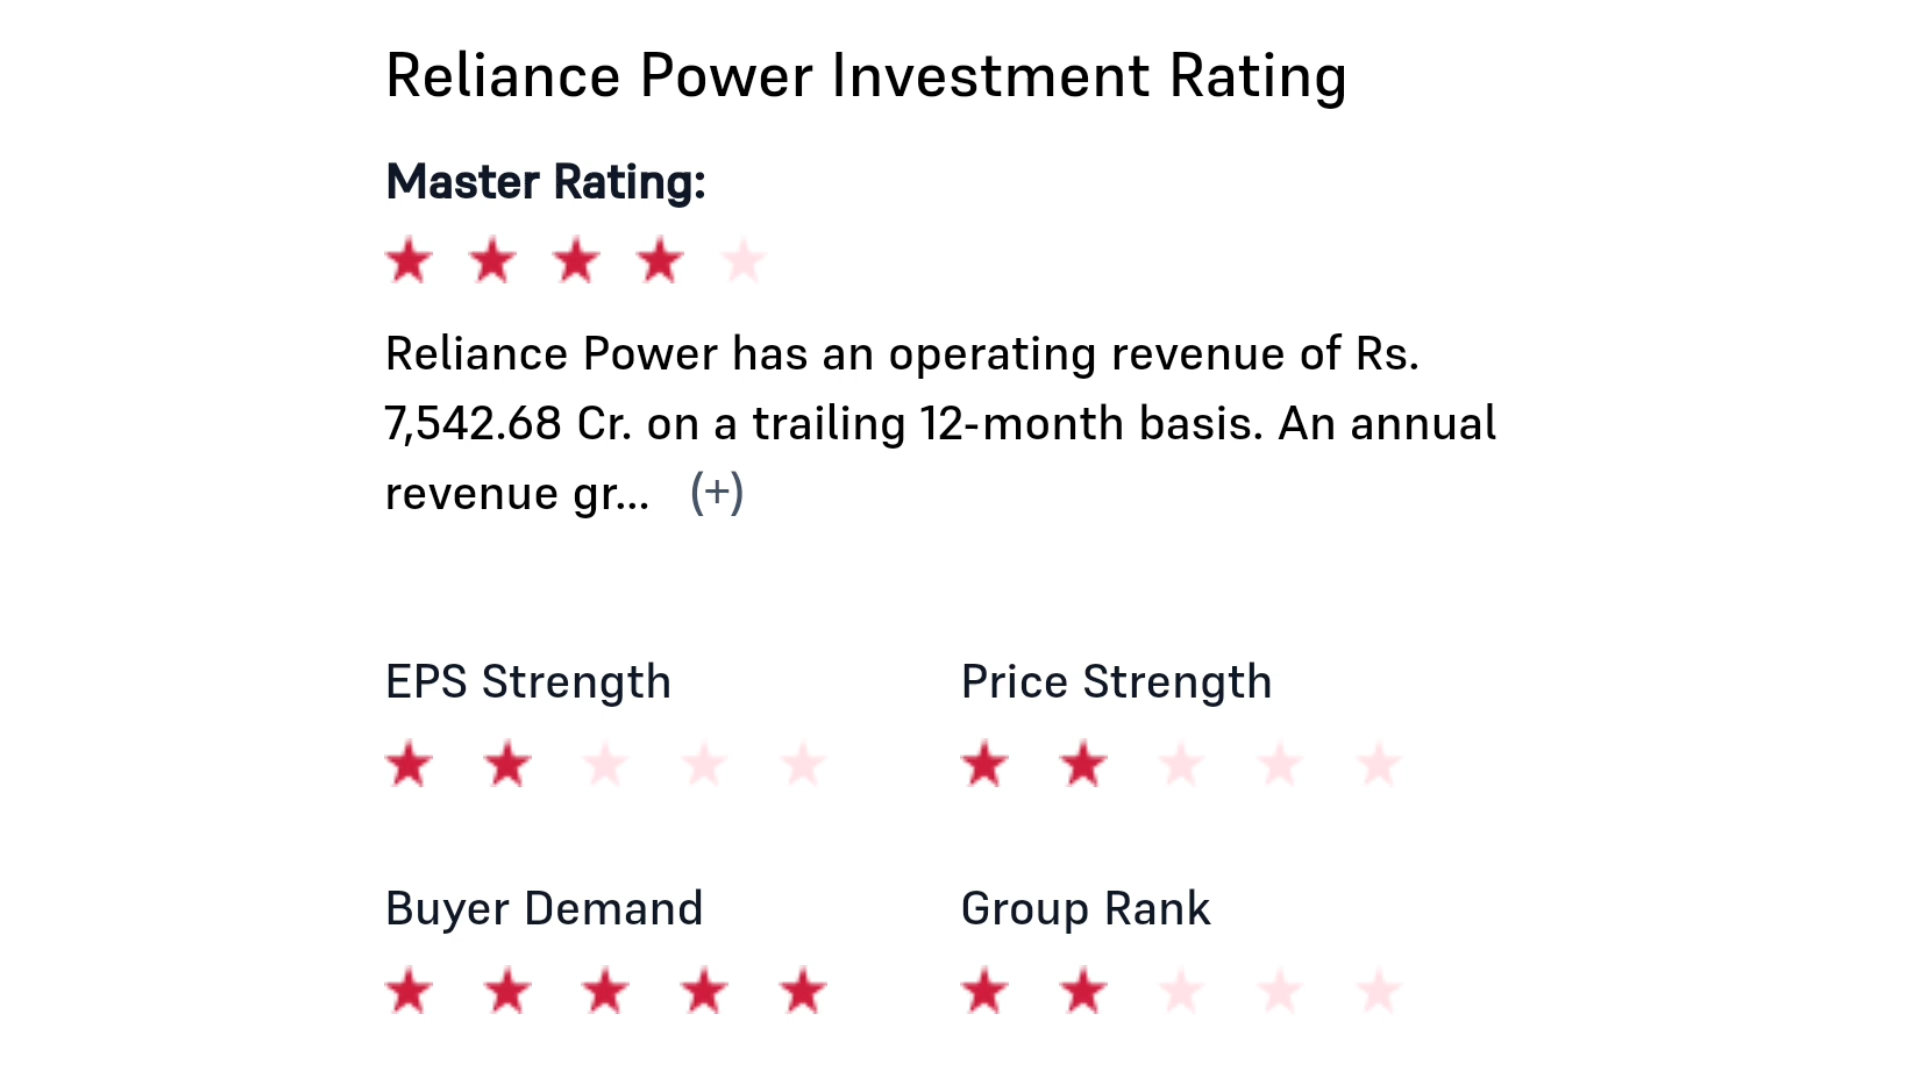 Reliance Power Investment Rating
Master Rating:
Reliance Power has an operating revenue of Rs.
7,542.68 Cr. on a trailing 12-month basis. An annual
revenue gr... (+)
EPS Strength
Price Strength
Buyer Demand
Group Rank